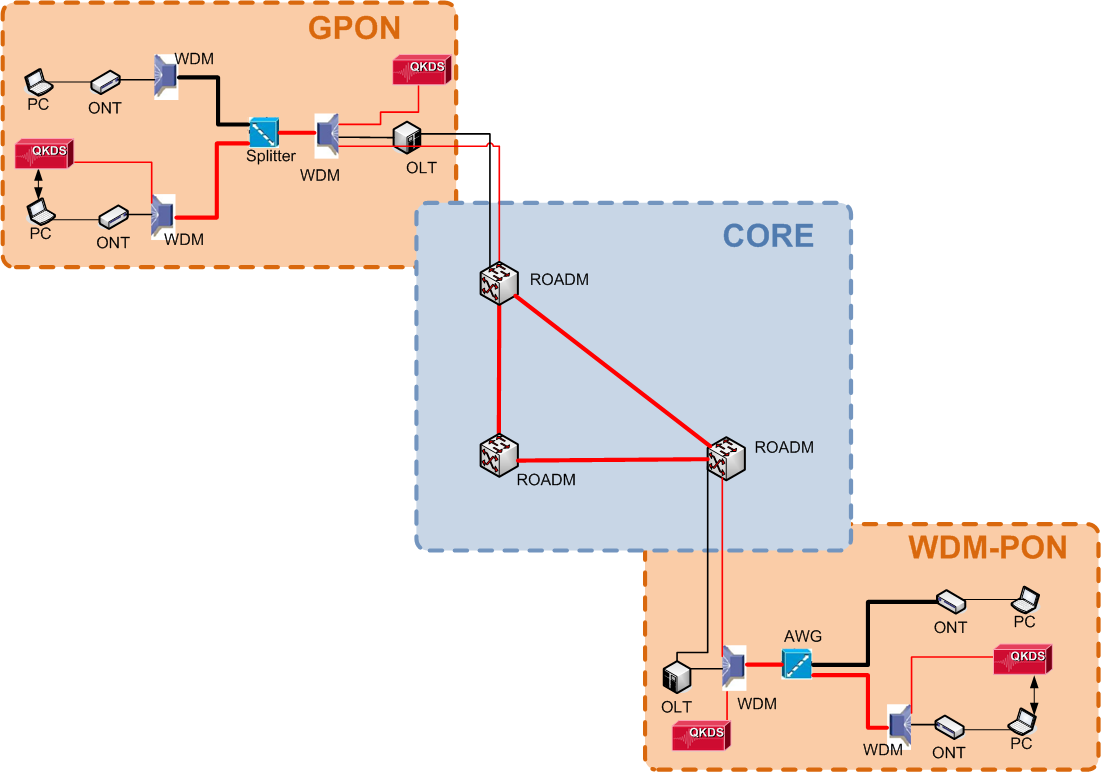 GPON
WDM
QKDS
PC
ONT
Splitter
QKDS
WDM
OLT
PC
ONT
WDM
CORE
ROADM
ROADM
ROADM
WDM-PON
ONT
PC
AWG
QKDS
OLT
WDM
QKDS
WDM
ONT
PC